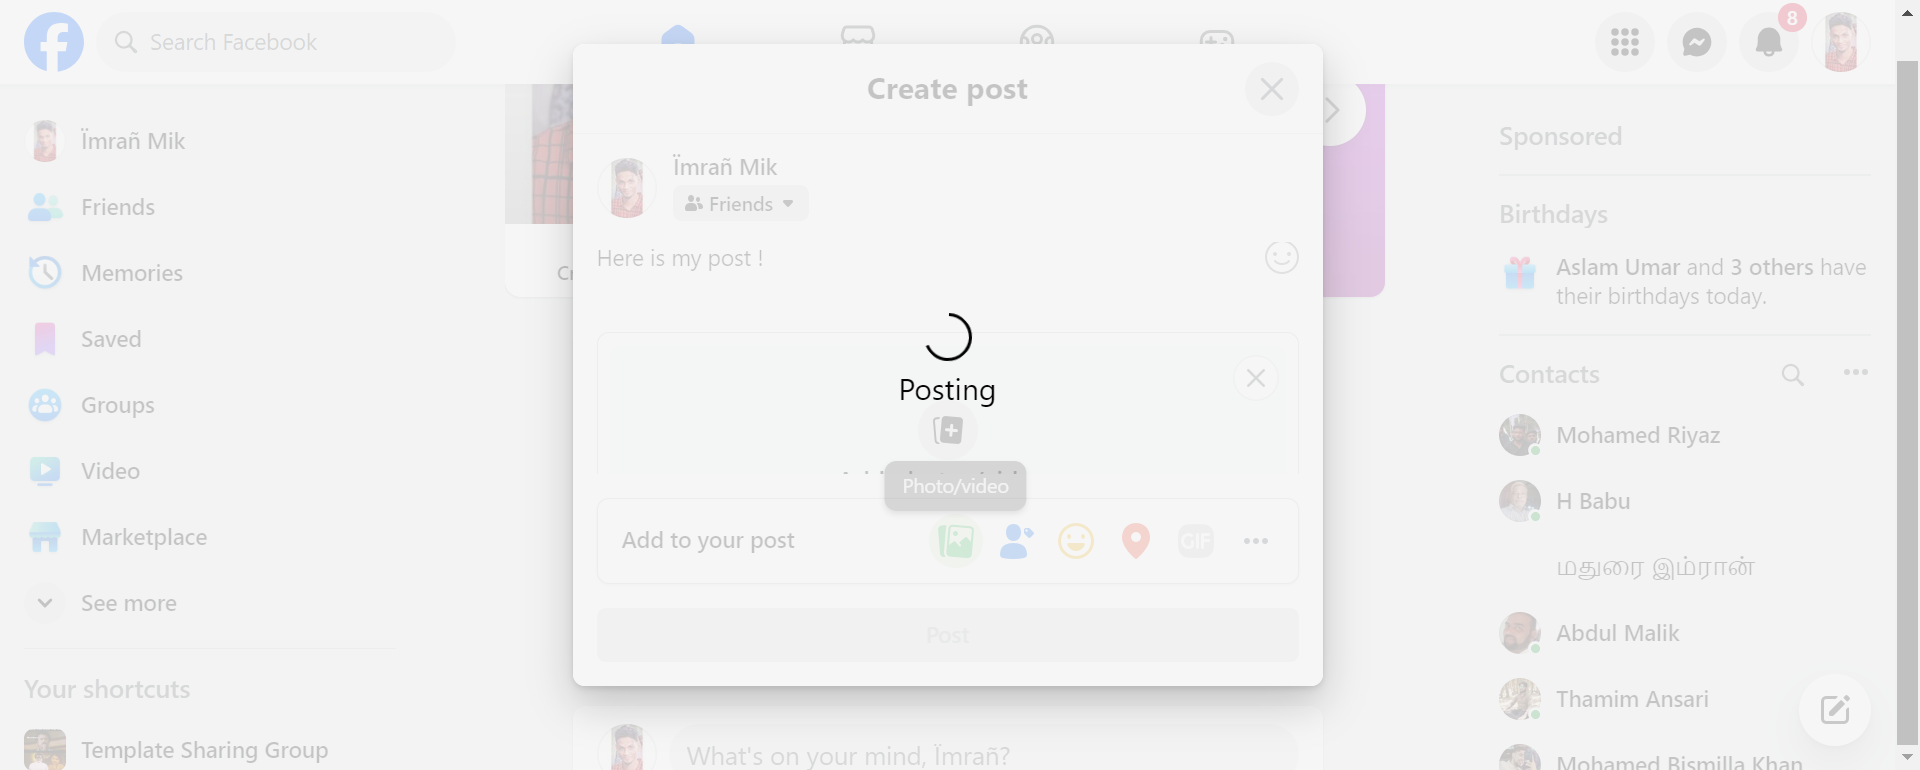 Search Facebook
8
Ïmrañ Mik
Friends
Memories
Saved
Groups
Video
Marketplace
See more
Your shortcuts
Template Sharing Group
Create post
Ïmrañ Mik
Friends
Here is my post !
Posting
Photo/video
Add to your post
GIF
Post
What's on your mind, Ïmrañ?
Sponsored
Birthdays
Aslam Umar and 3 others have
their birthdays today.
Contacts
Mohamed Riyaz
H Babu
மதுரை இம்ரான்
Abdul Malik
Thamim Ansari
Mohamed Bismilla Khan